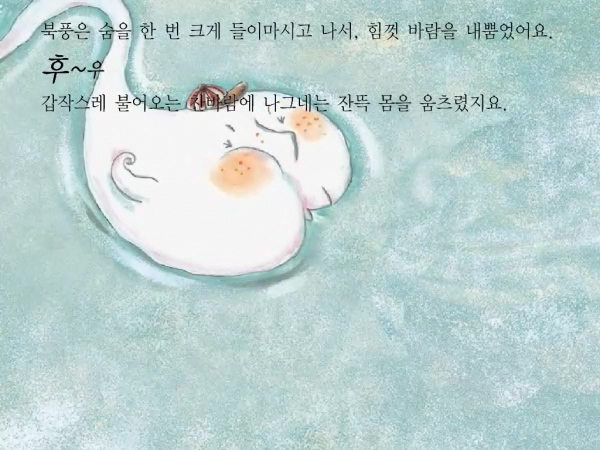 북풍은 숨을 한 번 크게 들이마시고 나서, 힘껏 바람을 내뿜었어요.
후~우
갑작스레 불어오는 찬바람에 나그네는 잔뜩 몸을 움츠렸지요.